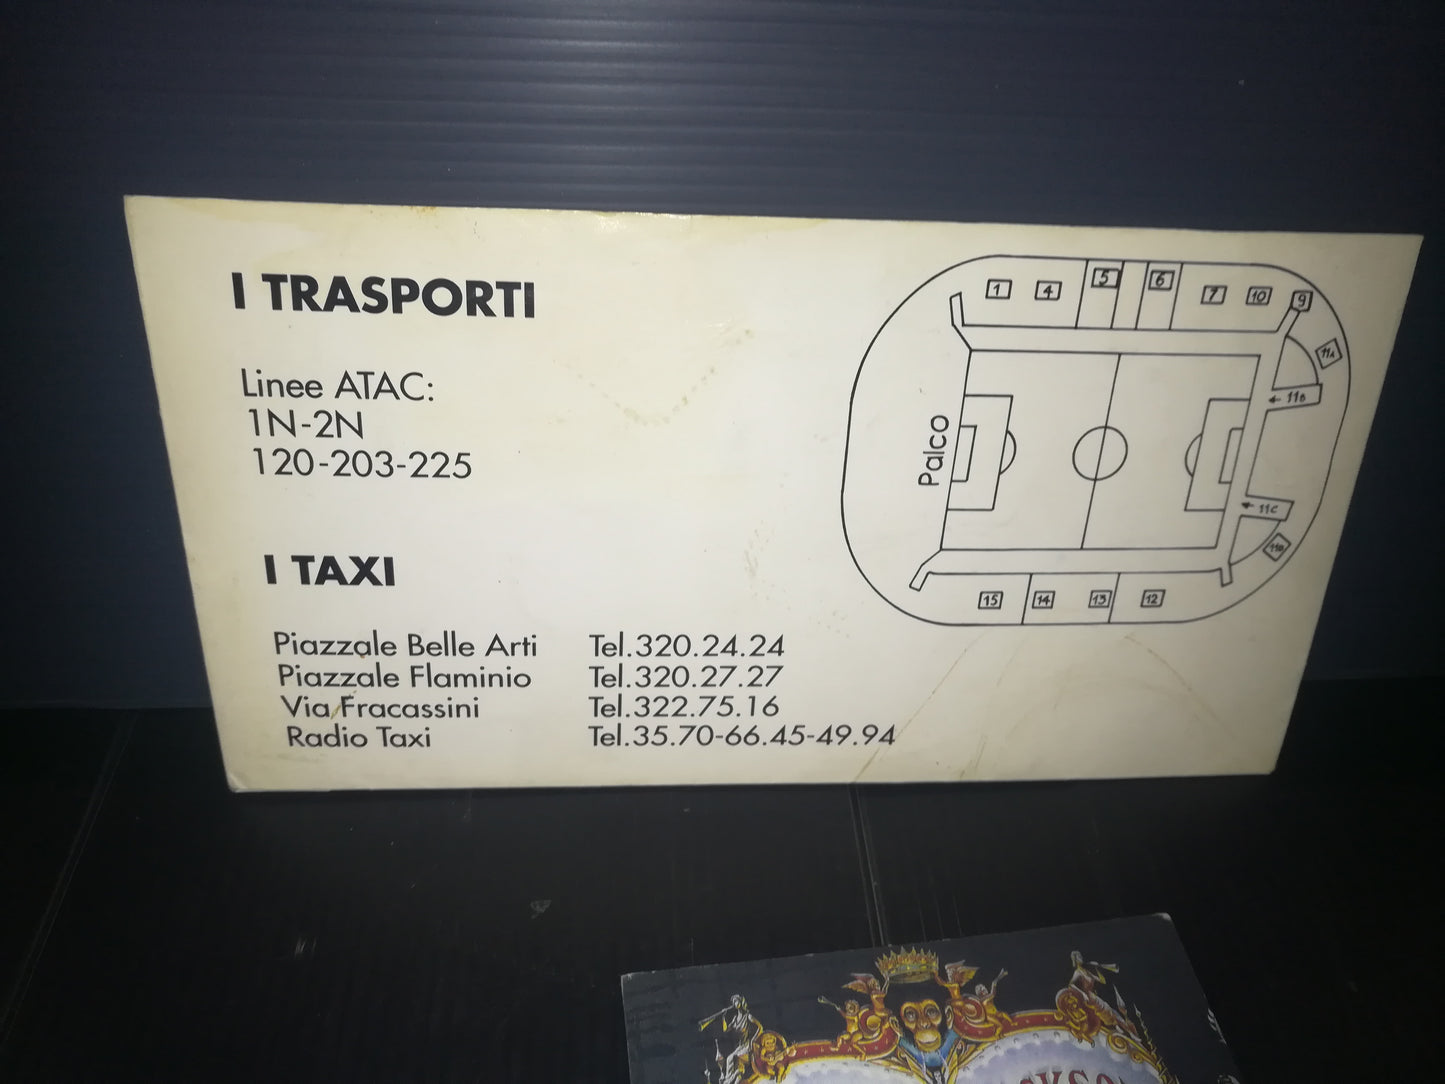 I TRASPORTI
Linee ATAC:
1N-2N
120-203-225
I TAXI
Piazzale Belle Arti Tel.320.24.24
Piazzale Flaminio Tel.320.27.27
Via Fracassini Tel.322.75.16
Radio Taxi Tel.35.70-66.45-49.94
1 4 5 6 7 10 9
11A
11B
Palco
11C
11D
15 14 13 12